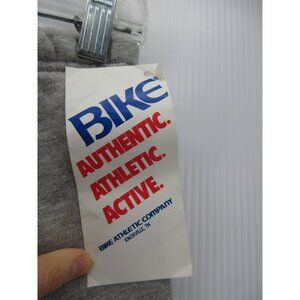 BIKE®
AUTHENTIC.
ATHLETIC.
ACTIVE.
BIKE ATHLETIC COMPANY
KNOXVILLE, TN